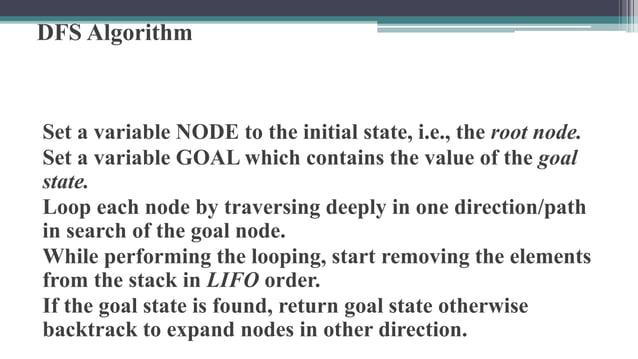 DFS Algorithm
Set a variable NODE to the initial state, i.e., the root node.
Set a variable GOAL which contains the value of the goal
state.
Loop each node by traversing deeply in one direction/path
in search of the goal node.
While performing the looping, start removing the elements
from the stack in LIFO order.
If the goal state is found, return goal state otherwise
backtrack to expand nodes in other direction.